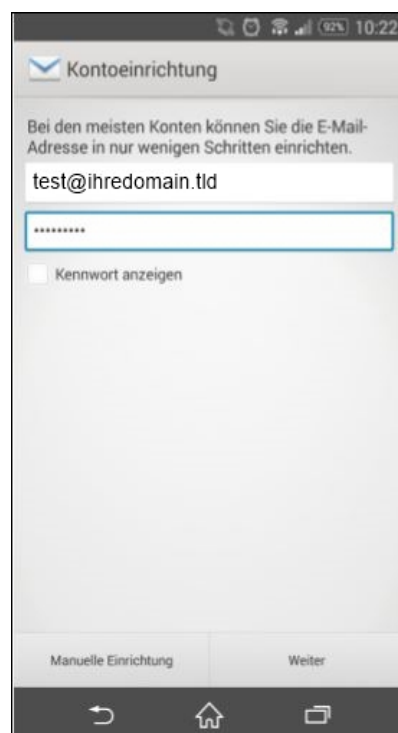 92% 10:22
Kontoeinrichtung
Bei den meisten Konten können Sie die E-Mail-
Adresse in nur wenigen Schritten einrichten.
test@ihredomain.tld
•••••••••
Kennwort anzeigen
Manuelle Einrichtung Weiter